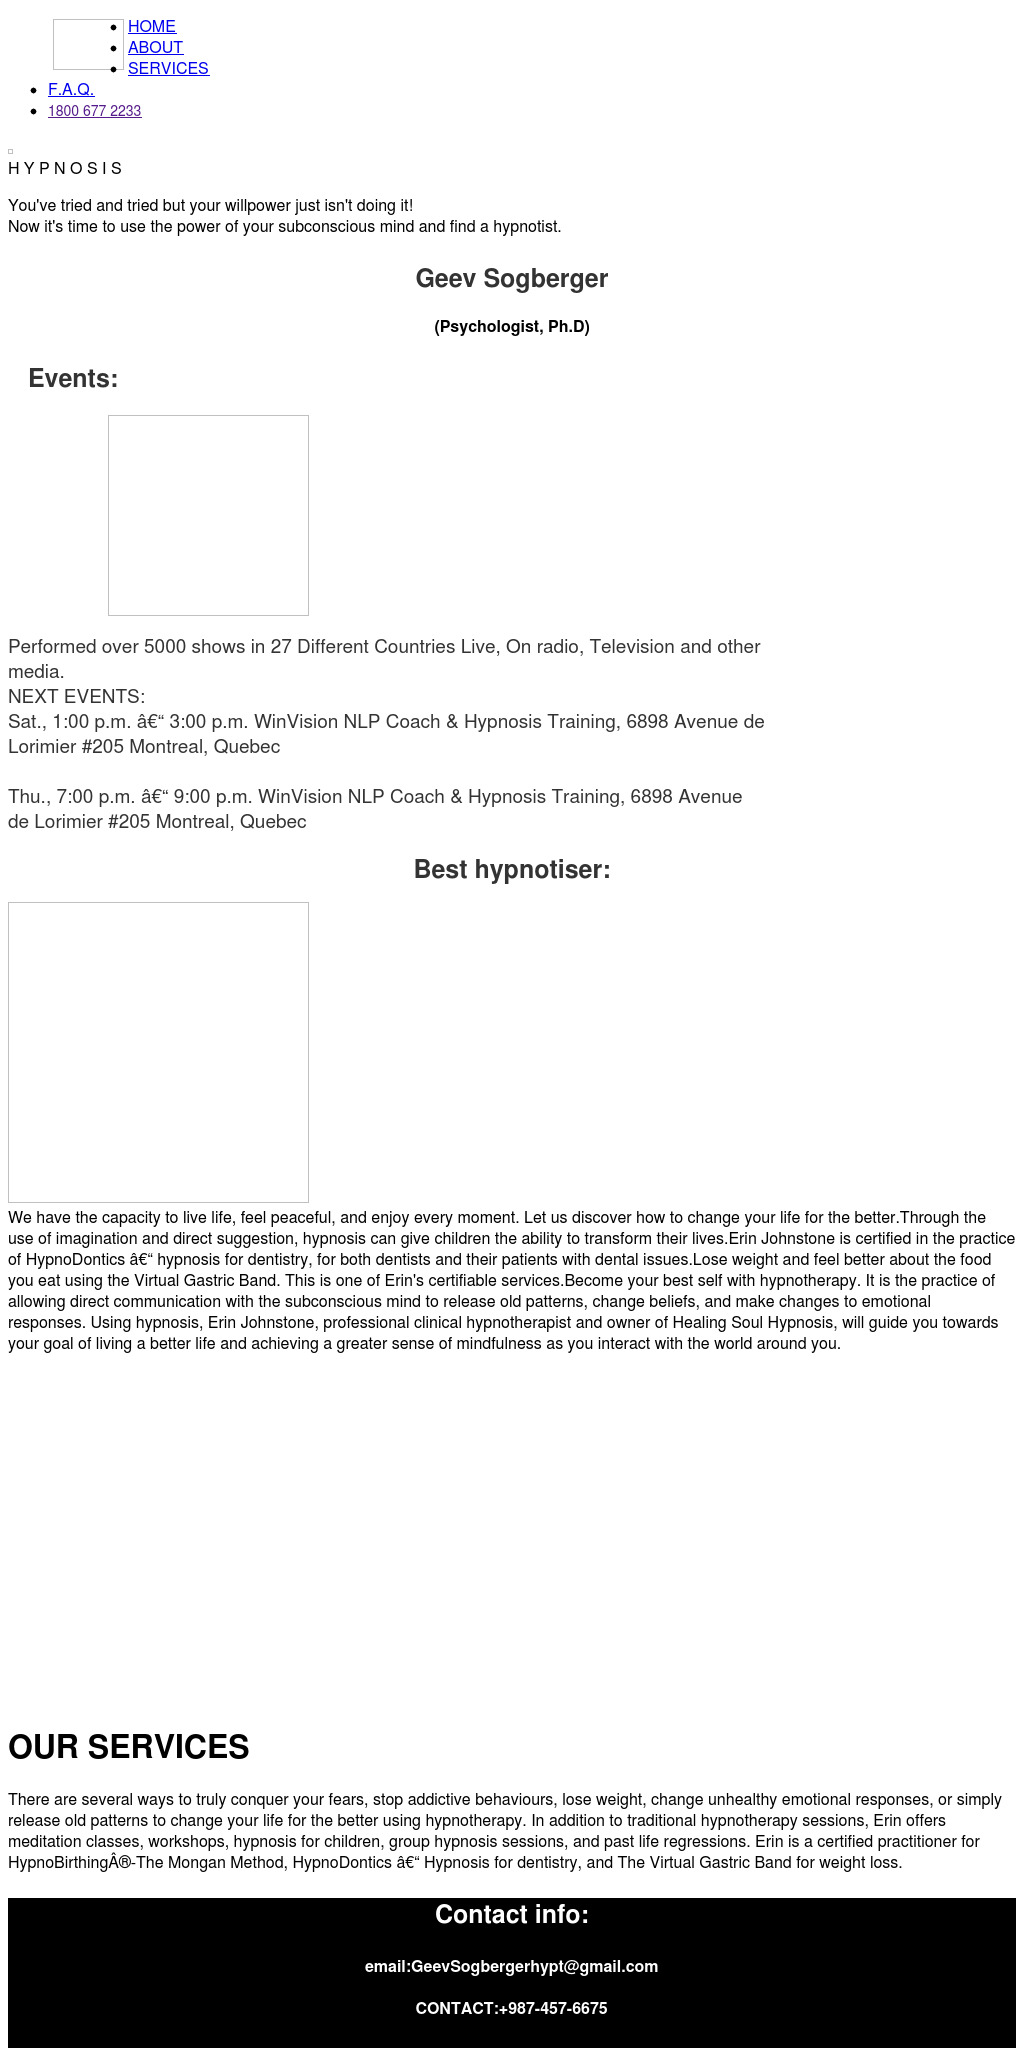 HOME
ABOUT
SERVICES
F.A.Q.
1800 677 2233
H Y P N O S I S
You've tried and tried but your willpower just isn't doing it!
Now it's time to use the power of your subconscious mind and find a hypnotist.
Geev Sogberger
(Psychologist, Ph.D)
Events:
Performed over 5000 shows in 27 Different Countries Live, On radio, Television and other
media.
NEXT EVENTS:
Sat., 1:00 p.m. â€“ 3:00 p.m. WinVision NLP Coach & Hypnosis Training, 6898 Avenue de
Lorimier #205 Montreal, Quebec
Thu., 7:00 p.m. â€“ 9:00 p.m. WinVision NLP Coach & Hypnosis Training, 6898 Avenue
de Lorimier #205 Montreal, Quebec
Best hypnotiser:
We have the capacity to live life, feel peaceful, and enjoy every moment. Let us discover how to change your life for the better.Through the
use of imagination and direct suggestion, hypnosis can give children the ability to transform their lives.Erin Johnstone is certified in the practice
of HypnoDontics â€“ hypnosis for dentistry, for both dentists and their patients with dental issues.Lose weight and feel better about the food
you eat using the Virtual Gastric Band. This is one of Erin's certifiable services.Become your best self with hypnotherapy. It is the practice of
allowing direct communication with the subconscious mind to release old patterns, change beliefs, and make changes to emotional
responses. Using hypnosis, Erin Johnstone, professional clinical hypnotherapist and owner of Healing Soul Hypnosis, will guide you towards
your goal of living a better life and achieving a greater sense of mindfulness as you interact with the world around you.
OUR SERVICES
There are several ways to truly conquer your fears, stop addictive behaviours, lose weight, change unhealthy emotional responses, or simply
release old patterns to change your life for the better using hypnotherapy. In addition to traditional hypnotherapy sessions, Erin offers
meditation classes, workshops, hypnosis for children, group hypnosis sessions, and past life regressions. Erin is a certified practitioner for
HypnoBirthingÂ®-The Mongan Method, HypnoDontics â€“ Hypnosis for dentistry, and The Virtual Gastric Band for weight loss.
Contact info:
email:GeevSogbergerhypt@gmail.com
CONTACT:+987-457-6675